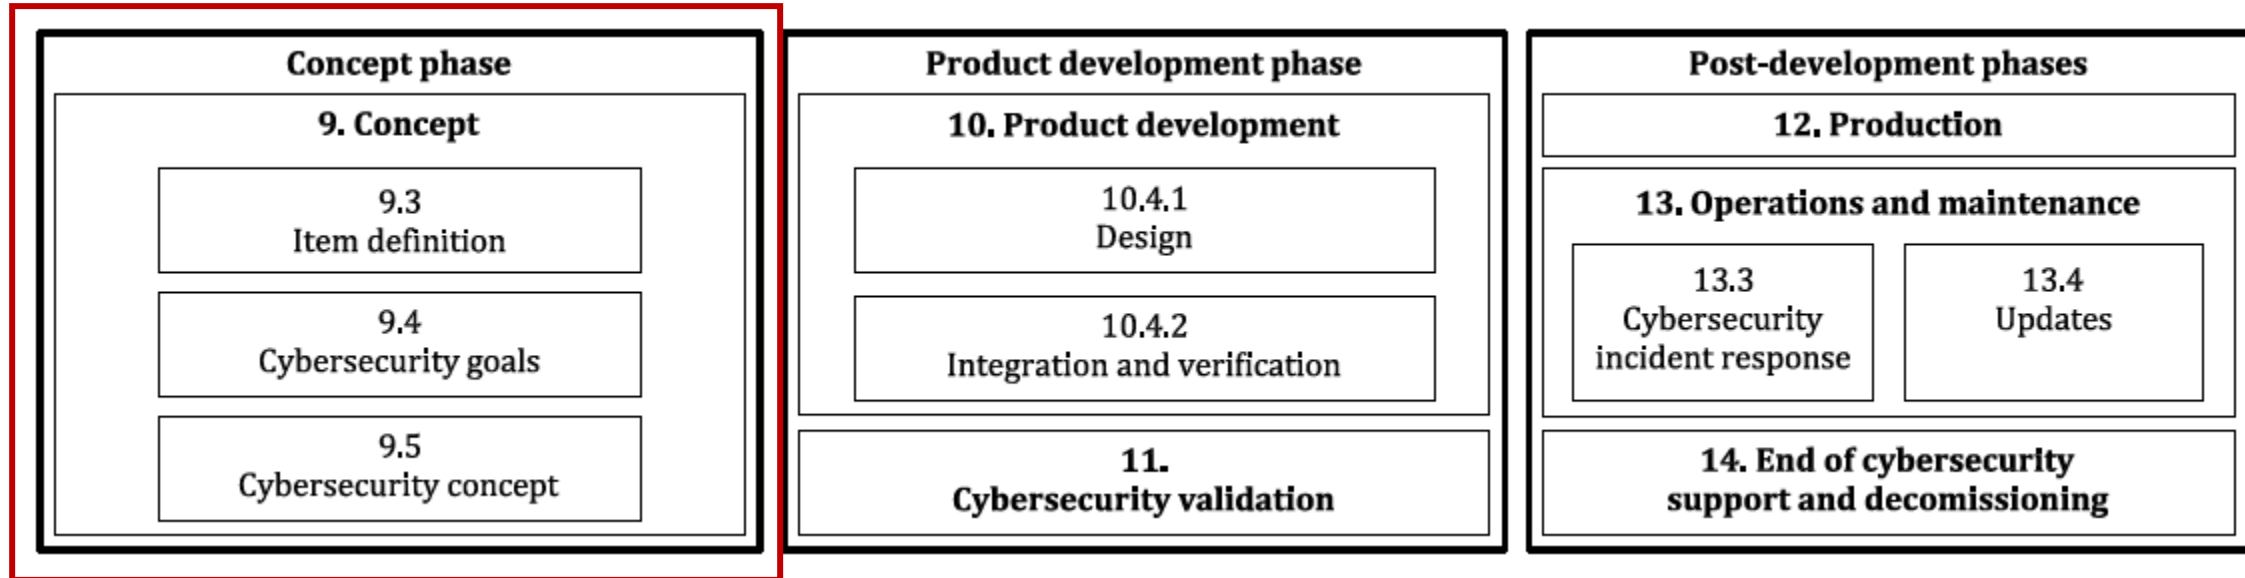 Concept phase
9. Concept
9.3
Item definition
9.4
Cybersecurity goals
9.5
Cybersecurity concept
Product development phase
10. Product development
10.4.1
Design
10.4.2
Integration and verification
11.
Cybersecurity validation
Post-development phases
12. Production
13. Operations and maintenance
13.3
Cybersecurity
incident response
13.4
Updates
14. End of cybersecurity
support and decomissioning